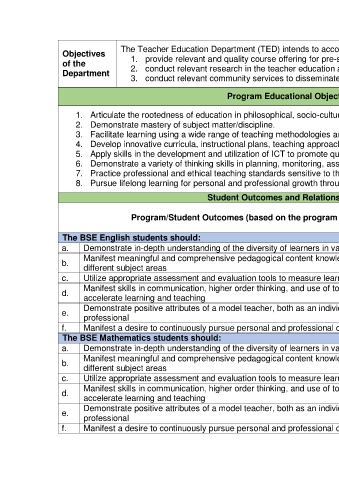 Objectives of the Department
The Teacher Education Department (TED) intends to acco
1. provide relevant and quality course offering for pre-s
2. conduct relevant research in the teacher education a
3. conduct relevant community services to disseminate
Program Educational Object
1. Articulate the rootedness of education in philosophical, socio-cultur
2. Demonstrate mastery of subject matter/discipline.
3. Facilitate learning using a wide range of teaching methodologies a
4. Develop innovative curricula, instructional plans, teaching approach
5. Apply skills in the development and utilization of ICT to promote qu
6. Demonstrate a variety of thinking skills in planning, monitoring, ass
7. Practice professional and ethical teaching standards sensitive to th
8. Pursue lifelong learning for personal and professional growth throu
Student Outcomes and Relations
Program/Student Outcomes (based on the program
The BSE English students should:
a. Demonstrate in-depth understanding of the diversity of learners in va
b. Manifest meaningful and comprehensive pedagogical content knowle
different subject areas
c. Utilize appropriate assessment and evaluation tools to measure lear
d. Manifest skills in communication, higher order thinking, and use of to
accelerate learning and teaching
e. Demonstrate positive attributes of a model teacher, both as an indivi
professional
f. Manifest a desire to continuously pursue personal and professional d
The BSE Mathematics students should:
a. Demonstrate in-depth understanding of the diversity of learners in va
b. Manifest meaningful and comprehensive pedagogical content knowle
different subject areas
c. Utilize appropriate assessment and evaluation tools to measure lear
d. Manifest skills in communication, higher order thinking, and use of to
accelerate learning and teaching
e. Demonstrate positive attributes of a model teacher, both as an indivi
professional
f. Manifest a desire to continuously pursue personal and professional d